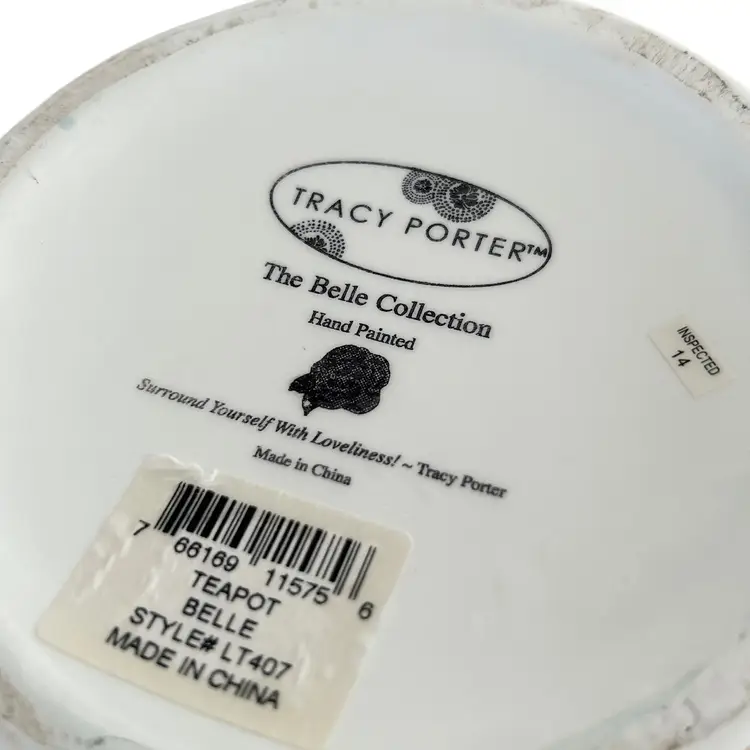 TRACY PORTER™
The Belle Collection
Hand Painted
Surround Yourself With Loveliness! ~ Tracy Porter
Made in China
INSPECTED
14
7 66169 11575 6
TEAPOT
BELLE
STYLE# LT407
MADE IN CHINA